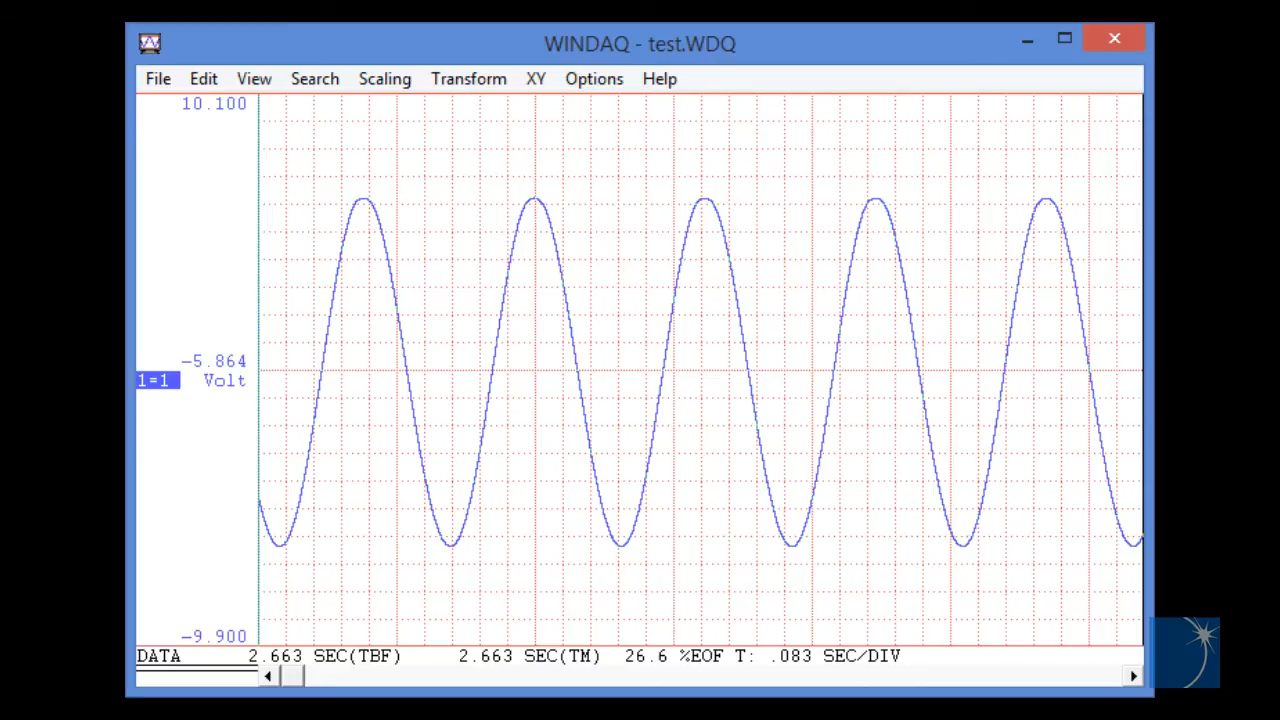 WINDAQ - test.WDQ
File Edit View Search Scaling Transform XY Options Help
10.100
-5.864
1=1 Volt
-9.900
DATA 2.663 SEC(TBF) 2.663 SEC(TM) 26.6 %EOF T: .083 SEC/DIV